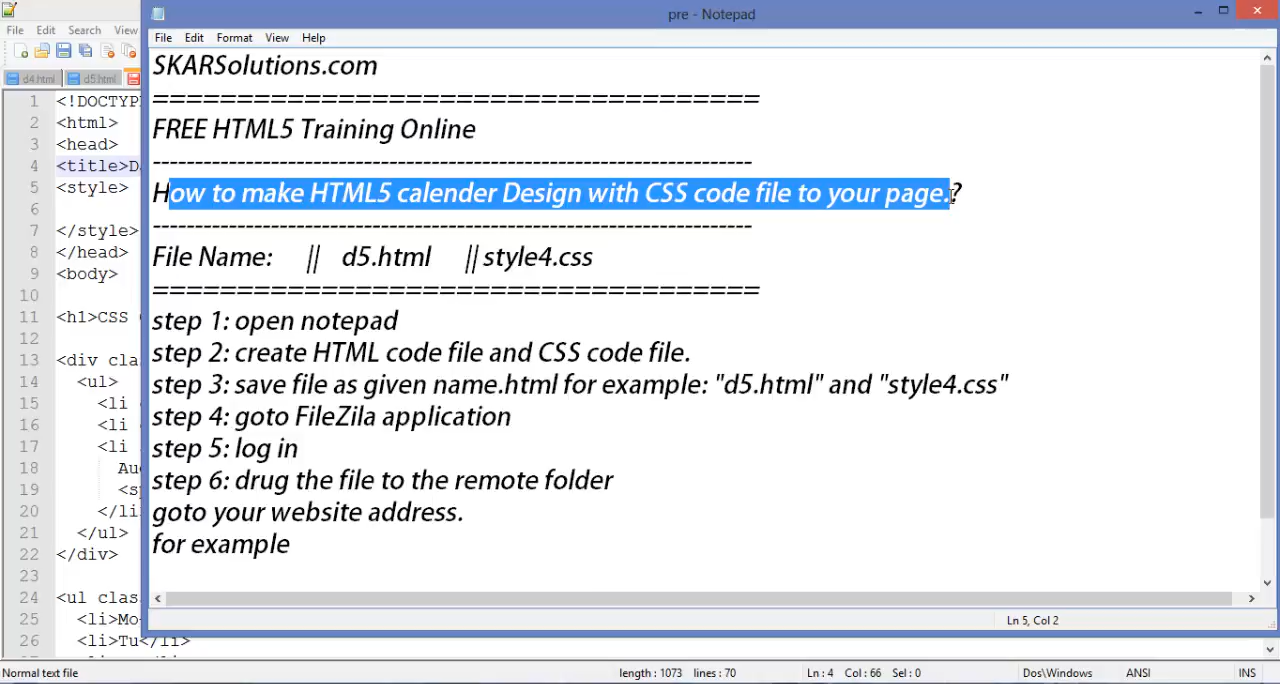 pre - Notepad
File Edit Search View
File Edit Format View Help
d4.html d5.html
SKARSolutions.com
====================================
FREE HTML5 Training Online
------------------------------------------------------------------------
How to make HTML5 calender Design with CSS code file to your page.?
------------------------------------------------------------------------
File Name: || d5.html || style4.css
====================================
step 1: open notepad
step 2: create HTML code file and CSS code file.
step 3: save file as given name.html for example: "d5.html" and "style4.css"
step 4: goto FileZila application
step 5: log in
step 6: drug the file to the remote folder
goto your website address.
for example
Ln 5, Col 2
1 <!DOCTYP
2 <html>
3 <head>
4 <title>D
5 <style>
6
7 </style>
8 </head>
9 <body>
10
11 <h1>CSS
12
13 <div cla
14 <ul>
15 <li
16 <li
17 <li
18 Au
19 <s
20 </li
21 </ul>
22 </div>
23
24 <ul clas
25 <li>Mo
26 <li>Tu</li>
Normal text file length : 1073 lines : 70 Ln : 4 Col : 66 Sel : 0 Dos\Windows ANSI INS